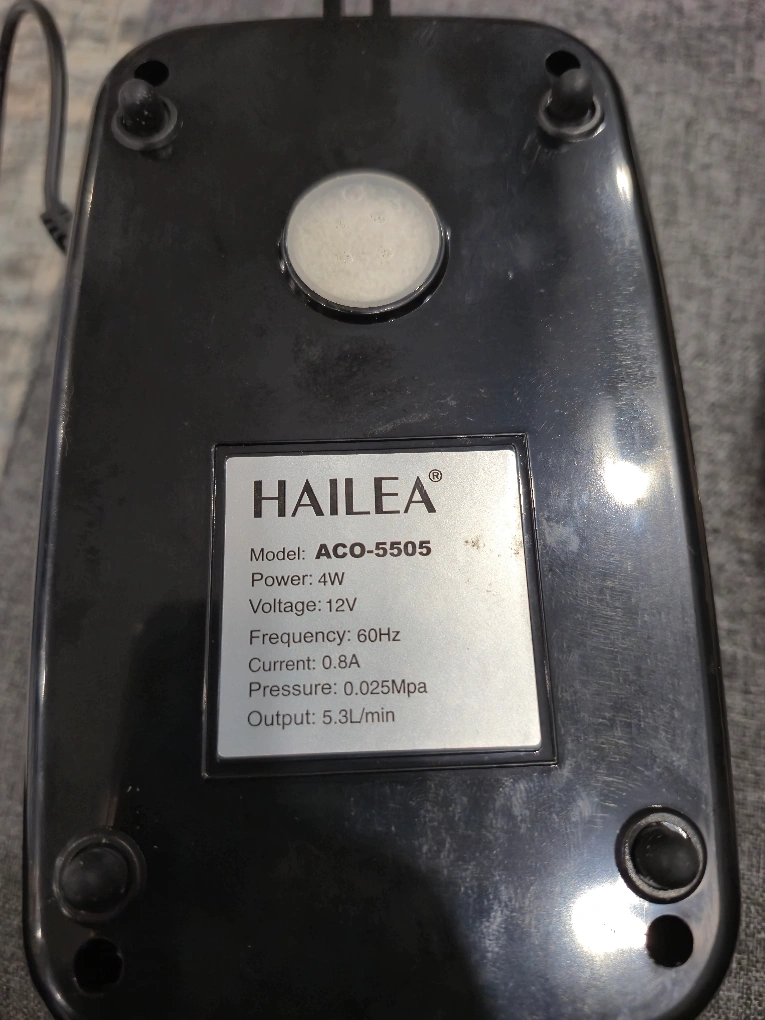 HAILEA®
Model: ACO-5505
Power: 4W
Voltage: 12V
Frequency: 60Hz
Current: 0.8A
Pressure: 0.025Mpa
Output: 5.3L/min